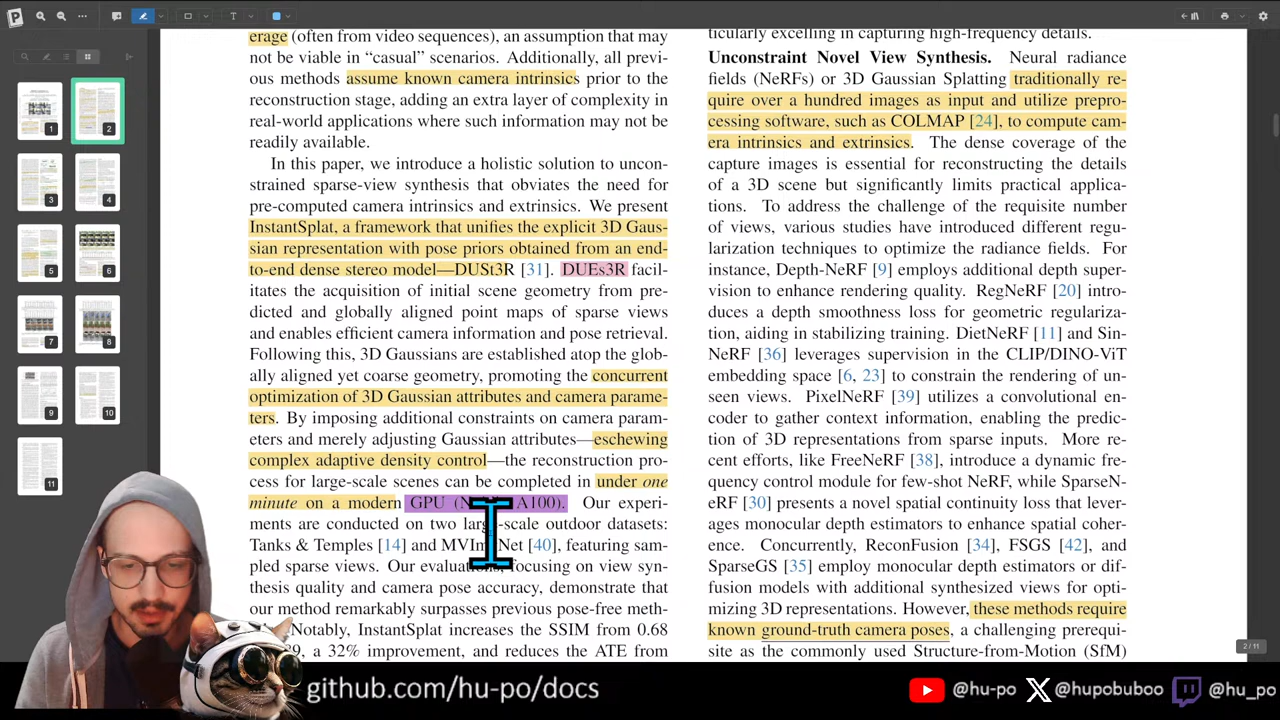 erage (often from video sequences), an assumption that may
not be viable in “casual” scenarios. Additionally, all previ-
ous methods assume known camera intrinsics prior to the
reconstruction stage, adding an extra layer of complexity in
real-world applications where such information may not be
readily available.
In this paper, we introduce a holistic solution to uncon-
strained sparse-view synthesis that obviates the need for
pre-computed camera intrinsics and extrinsics. We present
InstantSplat, a framework that unifies the explicit 3D Gaus-
sian representation with pose priors obtained from an end-
to-end dense stereo model—DUSt3R [31]. DUEs3R facil-
itates the acquisition of initial scene geometry from pre-
dicted and globally aligned point maps of sparse views
and enables efficient camera information and pose retrieval.
Following this, 3D Gaussians are established atop the glob-
ally aligned yet coarse geometry, promoting the concurrent
optimization of 3D Gaussian attributes and camera parame-
ters. By imposing additional constraints on camera param-
eters and merely adjusting Gaussian attributes—eschewing
complex adaptive density control—the reconstruction pro-
cess for large-scale scenes can be completed in under one
minute on a modern GPU A100). Our experi-
ments are conducted on two large-scale outdoor datasets:
Tanks & Temples [14] and MVImgNet [40], featuring sam-
pled sparse views. Our evaluations, focusing on view syn-
thesis quality and camera pose accuracy, demonstrate that
our method remarkably surpasses previous pose-free meth-
Notably, InstantSplat increases the SSIM from 0.68
a 32% improvement, and reduces the ATE from
ticularly excelling in capturing high-frequency details.
Unconstraint Novel View Synthesis. Neural radiance
fields (NeRFs) or 3D Gaussian Splatting traditionally re-
quire over a hundred images as input and utilize prepro-
cessing software, such as COLMAP [24], to compute cam-
era intrinsics and extrinsics. The dense coverage of the
capture images is essential for reconstructing the details
of a 3D scene but significantly limits practical applica-
tions. To address the challenge of the requisite number
of views, various studies have introduced different regu-
larization techniques to optimize the radiance fields. For
instance, Depth-NeRF [9] employs additional depth super-
vision to enhance rendering quality. RegNeRF [20] intro-
duces a depth smoothness loss for geometric regulariza-
tion, aiding in stabilizing training. DietNeRF [11] and Sin-
NeRF [36] leverages supervision in the CLIP/DINO-ViT
embedding space [6, 23] to constrain the rendering of un-
seen views. PixelNeRF [39] utilizes a convolutional en-
coder to gather context information, enabling the predic-
tion of 3D representations from sparse inputs. More re-
cent efforts, like FreeNeRF [38], introduce a dynamic fre-
quency control module for few-shot NeRF, while SparseN-
eRF [30] presents a novel spatial continuity loss that lever-
ages monocular depth estimators to enhance spatial coher-
ence. Concurrently, ReconFusion [34], FSGS [42], and
SparseGS [35] employ monocular depth estimators or dif-
fusion models with additional synthesized views for opti-
mizing 3D representations. However, these methods require
known ground-truth camera poses, a challenging prerequi-
site as the commonly used Structure-from-Motion (SfM)
1
2
3
4
5
6
7
8
9
10
11
2 / 11
github.com/hu-po/docs
@hu-po
@hupobuboo
@hu_po